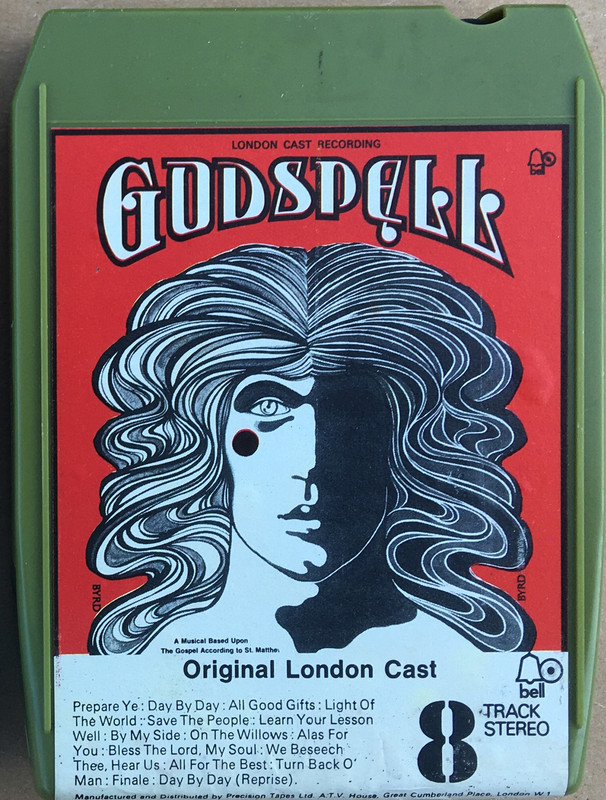 LONDON CAST RECORDING
GODSPELL
bell
BYRD
BYRD
A Musical Based Upon
The Gospel According to St. Matthew
Original London Cast
bell
Prepare Ye : Day By Day : All Good Gifts : Light Of
The World : Save The People : Learn Your Lesson
Well : By My Side : On The Willows : Alas For
You : Bless The Lord, My Soul : We Beseech
Thee, Hear Us : All For The Best : Turn Back O'
Man : Finale : Day By Day (Reprise).
8 TRACK
STEREO
Manufactured and Distributed by Precision Tapes Ltd. A.T.V. House, Great Cumberland Place, London W.1